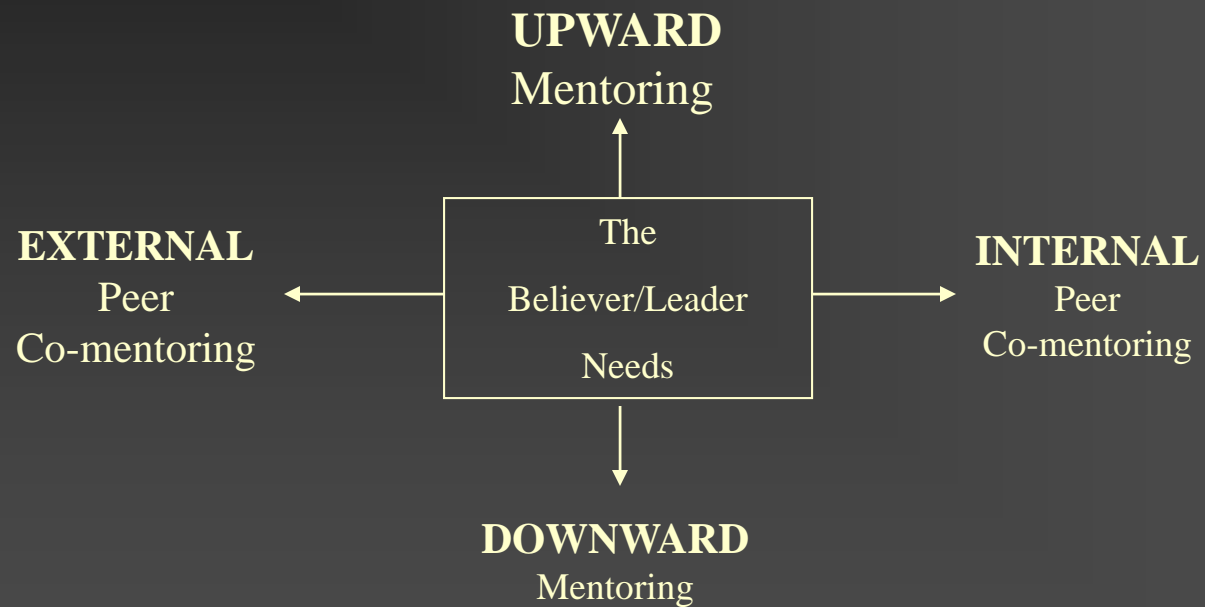 UPWARD
Mentoring
EXTERNAL
Peer
Co-mentoring
The
Believer/Leader
Needs
INTERNAL
Peer
Co-mentoring
DOWNWARD
Mentoring